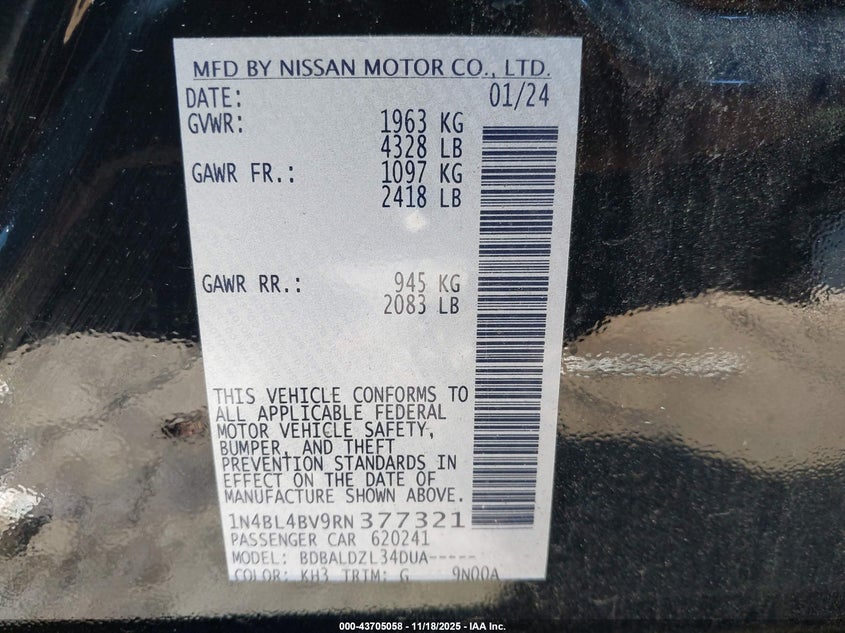 MFD BY NISSAN MOTOR CO., LTD.
DATE: 01/24
GVWR: 1963 KG
4328 LB
GAWR FR.: 1097 KG
2418 LB
GAWR RR.: 945 KG
2083 LB
THIS VEHICLE CONFORMS TO
ALL APPLICABLE FEDERAL
MOTOR VEHICLE SAFETY,
BUMPER, AND THEFT
PREVENTION STANDARDS IN
EFFECT ON THE DATE OF
MANUFACTURE SHOWN ABOVE.
1N4BL4BV9RN377321
PASSENGER CAR 620241
MODEL: BDBALDZL34DUA-----
COLOR: KH3 TRIM: G 9N00A
000-43705058 - 11/18/2025 - IAA Inc.